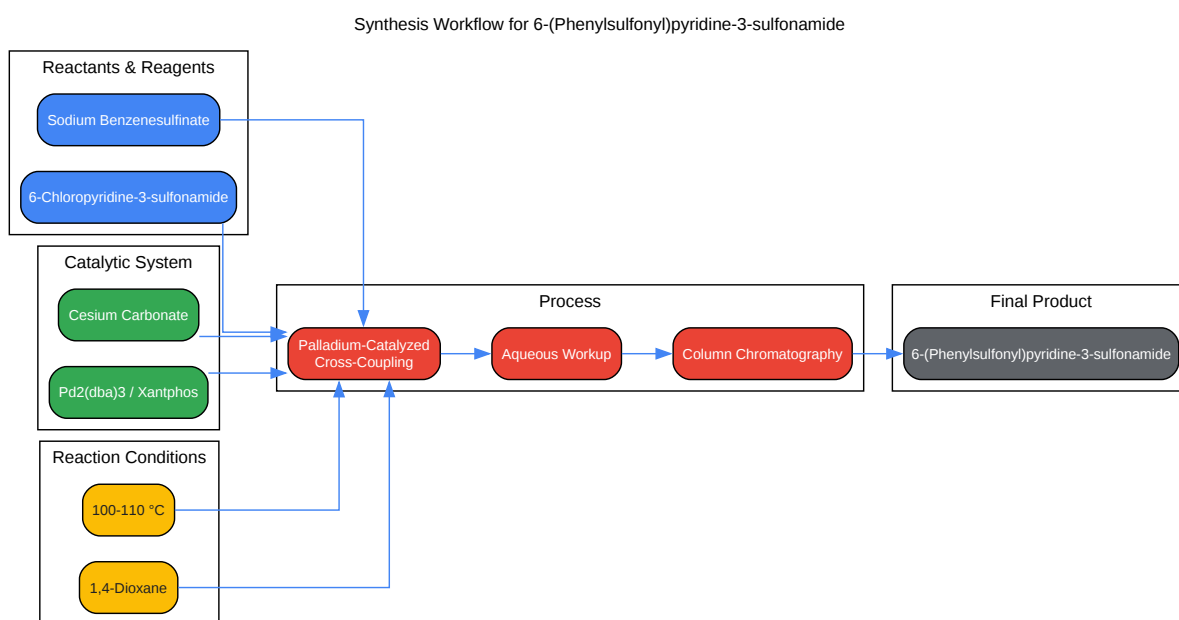 Synthesis Workflow for 6-(Phenylsulfonyl)pyridine-3-sulfonamide
Reactants & Reagents
Sodium Benzenesulfinate
6-Chloropyridine-3-sulfonamide
Catalytic System
Cesium Carbonate
Pd2(dba)3 / Xantphos
Reaction Conditions
100-110 °C
1,4-Dioxane
Process
Palladium-Catalyzed
Cross-Coupling
Aqueous Workup
Column Chromatography
Final Product
6-(Phenylsulfonyl)pyridine-3-sulfonamide